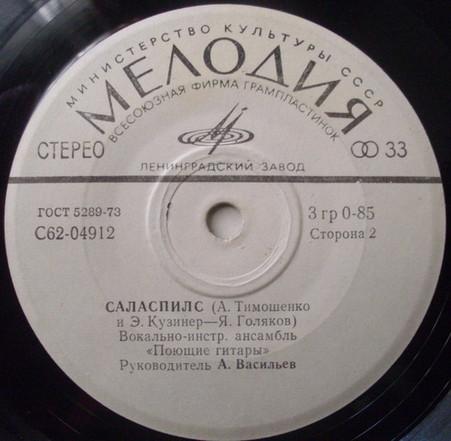 МИНИСТЕРСТВО КУЛЬТУРЫ СССР
МЕЛОДИЯ
ВСЕСОЮЗНАЯ ФИРМА ГРАМПЛАСТИНОК
СТЕРЕО
33
ЛЕНИНГРАДСКИЙ ЗАВОД
ГОСТ 5289-73
3 гр 0-85
С62-04912
Сторона 2
САЛАСПИЛС (А. Тимошенко
и Э. Кузинер—Я. Голяков)
Вокально-инстр. ансамбль
«Поющие гитары»
Руководитель А. Васильев